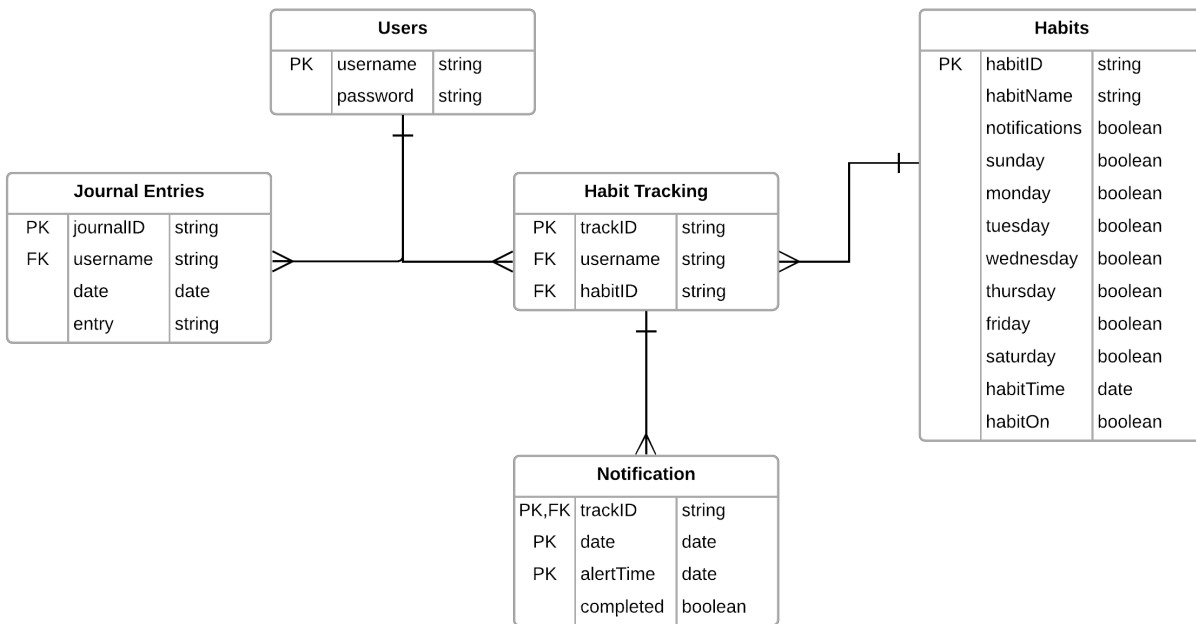 Users
PK username string
password string
Habits
PK habitID string
habitName string
notifications boolean
sunday boolean
monday boolean
tuesday boolean
wednesday boolean
thursday boolean
friday boolean
saturday boolean
habitTime date
habitOn boolean
Journal Entries
PK journalID string
FK username string
date date
entry string
Habit Tracking
PK trackID string
FK username string
FK habitID string
Notification
PK,FK trackID string
PK date date
PK alertTime date
completed boolean